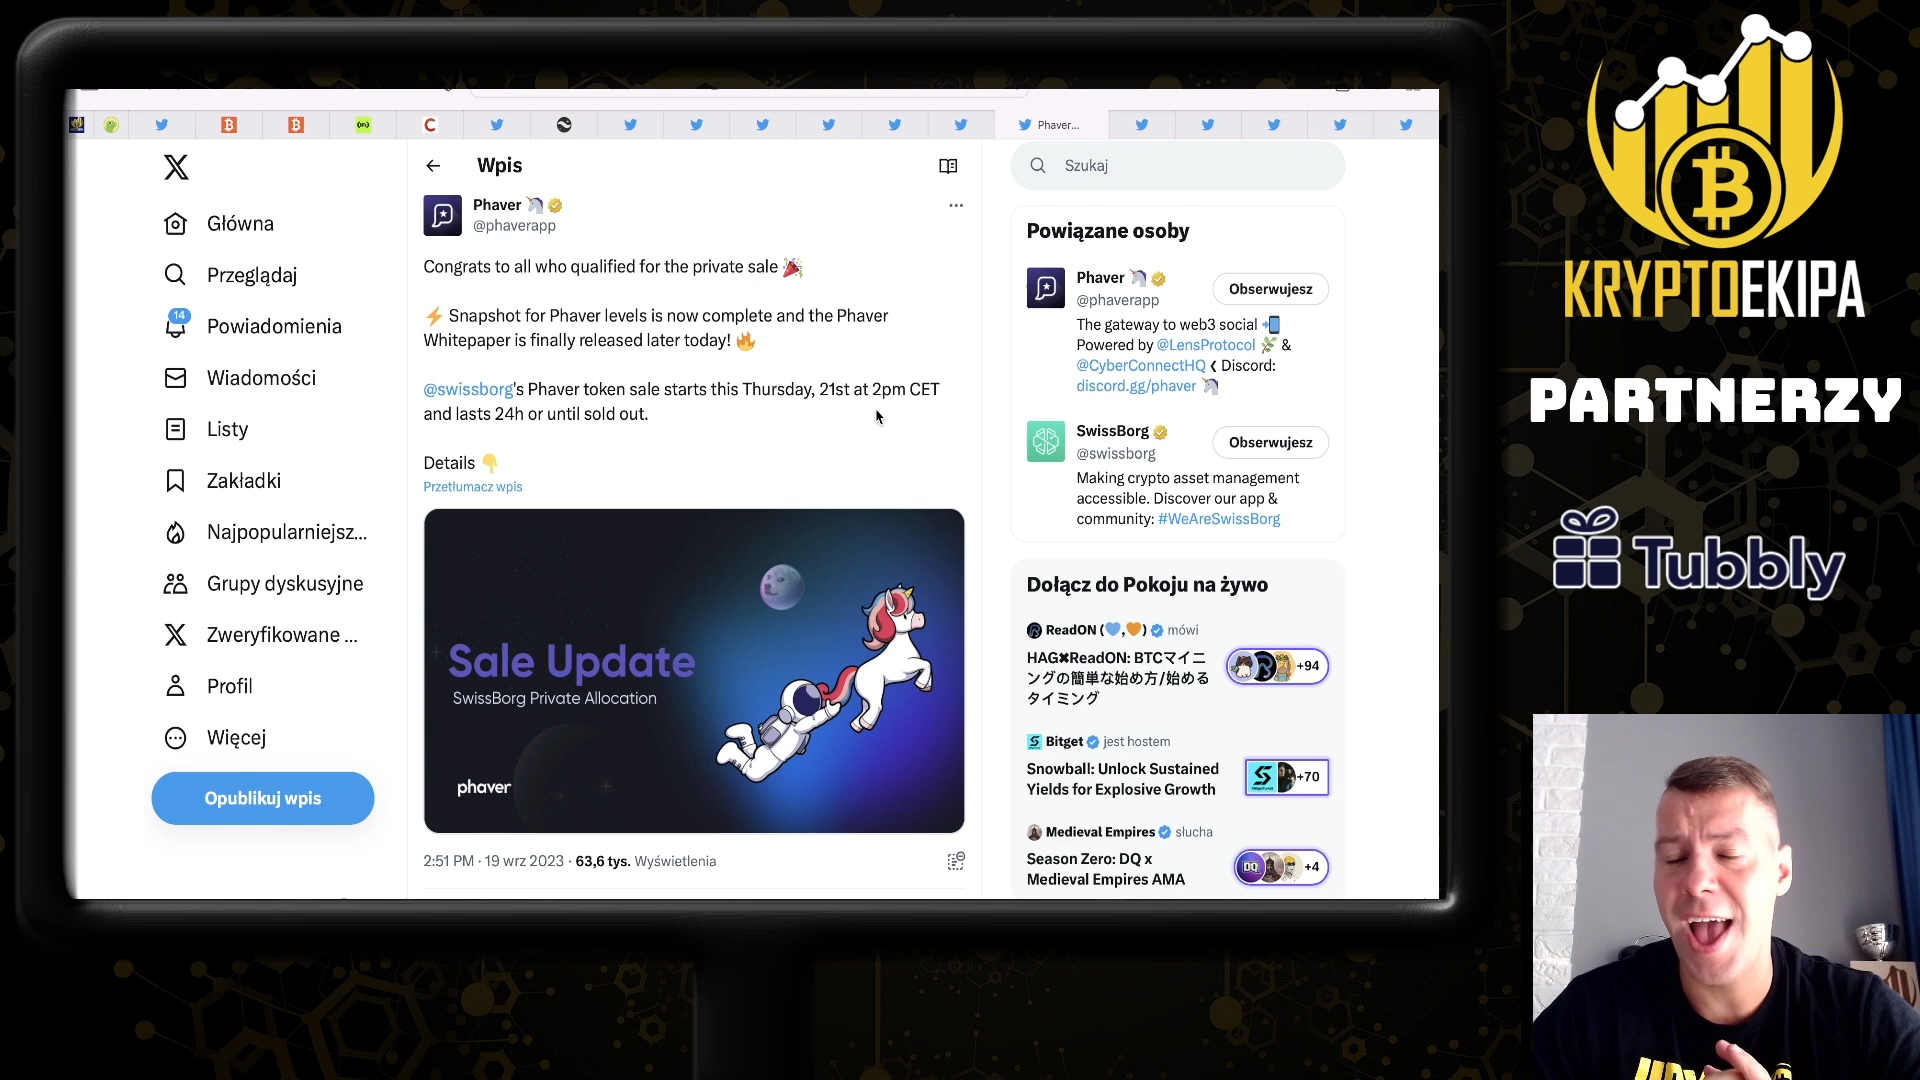 Phaver...
Wpis
Szukaj
Główna
Przeglądaj
14
Powiadomienia
Wiadomości
Listy
Zakładki
Najpopularniejsz...
Grupy dyskusyjne
Zweryfikowane ...
Profil
Więcej
Opublikuj wpis
Phaver
@phaverapp
Congrats to all who qualified for the private sale
Snapshot for Phaver levels is now complete and the Phaver
Whitepaper is finally released later today!
@swissborg's Phaver token sale starts this Thursday, 21st at 2pm CET
and lasts 24h or until sold out.
Details
Przetłumacz wpis
Sale Update
SwissBorg Private Allocation
phaver
2:51 PM · 19 wrz 2023 · 63,6 tys. Wyświetlenia
Powiązane osoby
Phaver
@phaverapp
Obserwujesz
The gateway to web3 social
Powered by @LensProtocol &
@CyberConnectHQ ❮ Discord:
discord.gg/phaver
SwissBorg
@swissborg
Obserwujesz
Making crypto asset management
accessible. Discover our app &
community: #WeAreSwissBorg
Dołącz do Pokoju na żywo
ReadON (🩵,🧡) mówi
HAG✖ReadON: BTCマイニ
ングの簡単な始め方/始める
タイミング
+94
Bitget jest hostem
Snowball: Unlock Sustained
Yields for Explosive Growth
+70
Medieval Empires słucha
Season Zero: DQ x
Medieval Empires AMA
DQ
+4
KRYPTOEKIPA
PARTNERZY
Tubbly